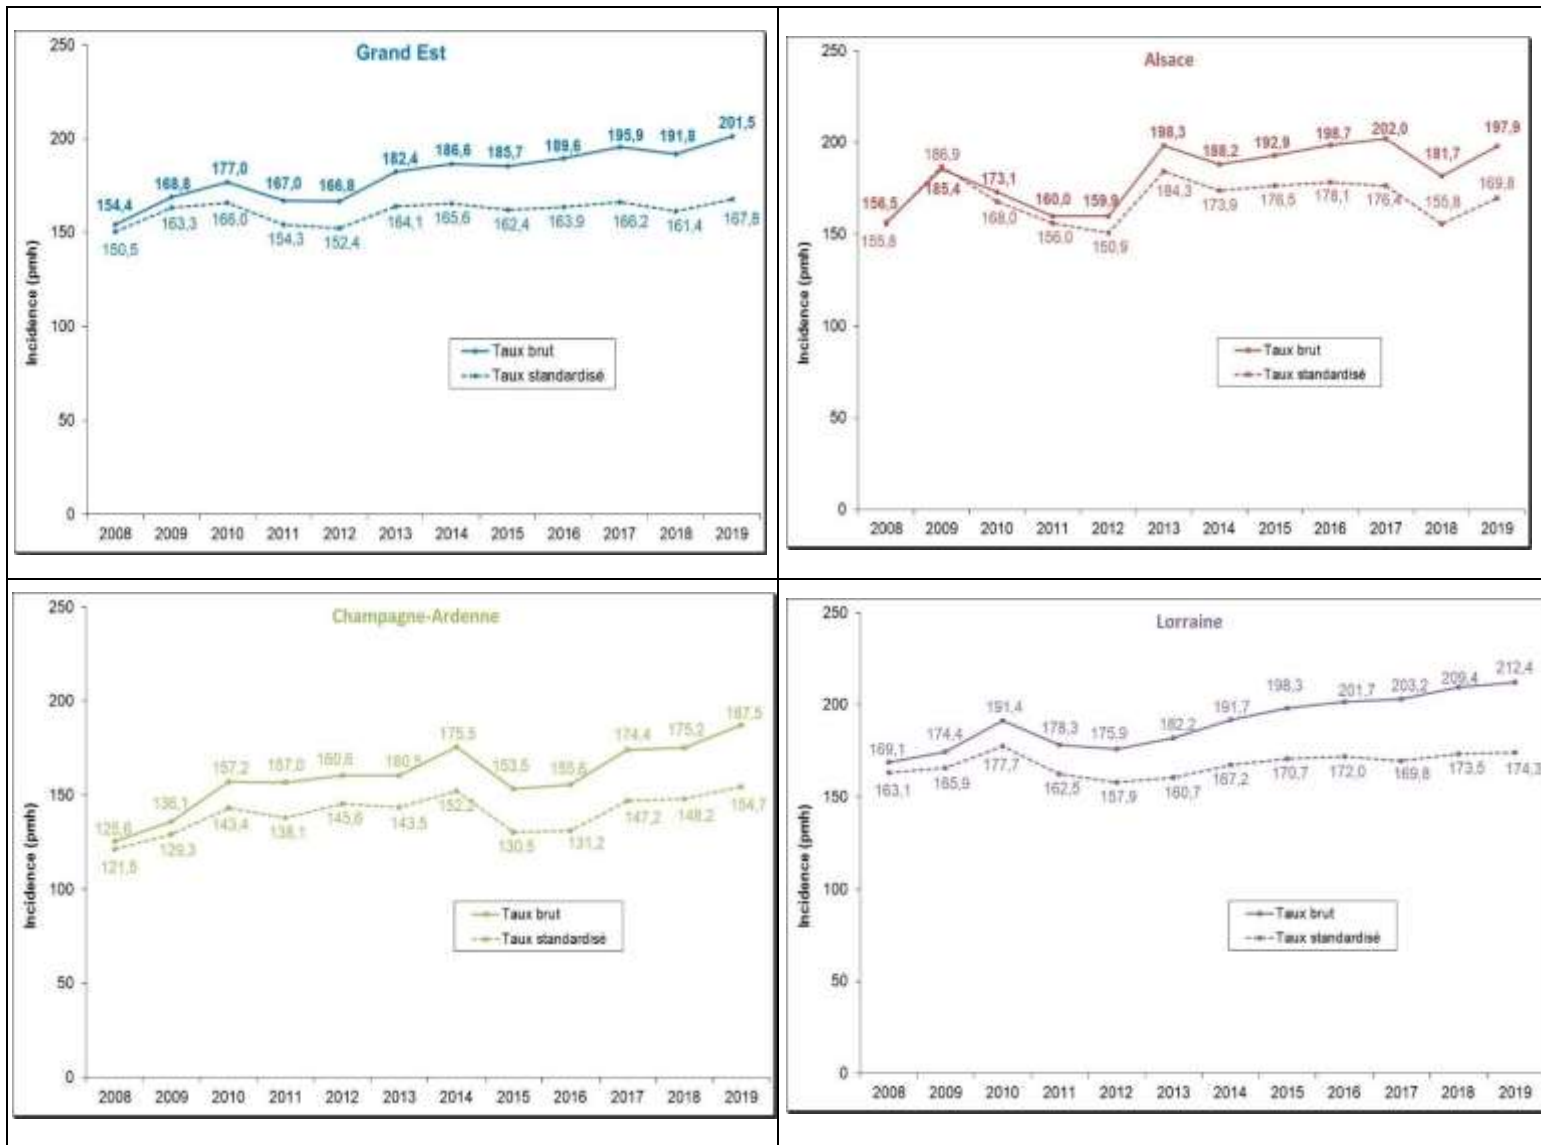 Grand Est
250
200
150
100
50
0
Incidence (pmh)
154,4 168,8 177,0 167,0 166,8 182,4 186,6 185,7 189,6 195,9 191,8 201,5
150,5 163,3 166,0 154,3 152,4 164,1 165,6 162,4 163,9 166,2 161,4 167,8
Taux brut
Taux standardisé
2008 2009 2010 2011 2012 2013 2014 2015 2016 2017 2018 2019
Alsace
250
200
150
100
50
0
Incidence (pmh)
156,5 185,4 173,1 160,0 159,9 198,3 188,2 192,9 198,7 202,0 181,7 197,9
155,8 186,9 168,0 156,0 150,9 184,3 173,9 176,5 178,1 176,4 155,8 169,8
Taux brut
Taux standardisé
2008 2009 2010 2011 2012 2013 2014 2015 2016 2017 2018 2019
Champagne-Ardenne
250
200
150
100
50
0
Incidence (pmh)
136,1 157,2 157,0 160,6 160,5 175,5 153,5 155,6 174,4 175,2 187,5
121,5 129,3 143,4 138,1 145,6 143,5 152,2 130,5 131,2 147,2 148,2 154,7
Taux brut
Taux standardisé
2008 2009 2010 2011 2012 2013 2014 2015 2016 2017 2018 2019
Lorraine
250
200
150
100
50
0
Incidence (pmh)
169,1 174,4 191,4 178,3 175,9 182,2 191,7 198,3 201,7 203,2 209,4 212,4
163,1 165,9 177,7 162,5 157,9 160,7 167,2 170,7 172,0 169,8 173,5 174,3
Taux brut
Taux standardisé
2008 2009 2010 2011 2012 2013 2014 2015 2016 2017 2018 2019